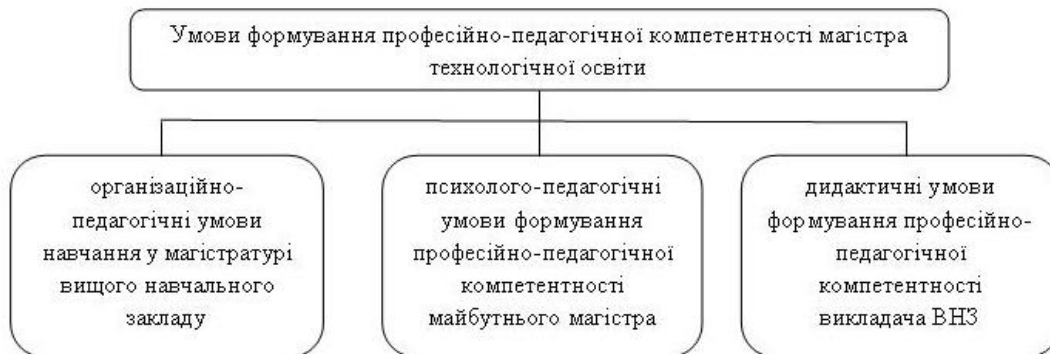 Умови формування професійно-педагогічної компетентності магістра
технологічної освіти
організаційно-
педагогічні умови
навчання у магістратурі
вищого навчального
закладу
психолого-педагогічні
умови формування
професійно-педагогічної
компетентності
майбутнього магістра
дидактичні умови
формування професійно-
педагогічної
компетентності
викладача ВНЗ